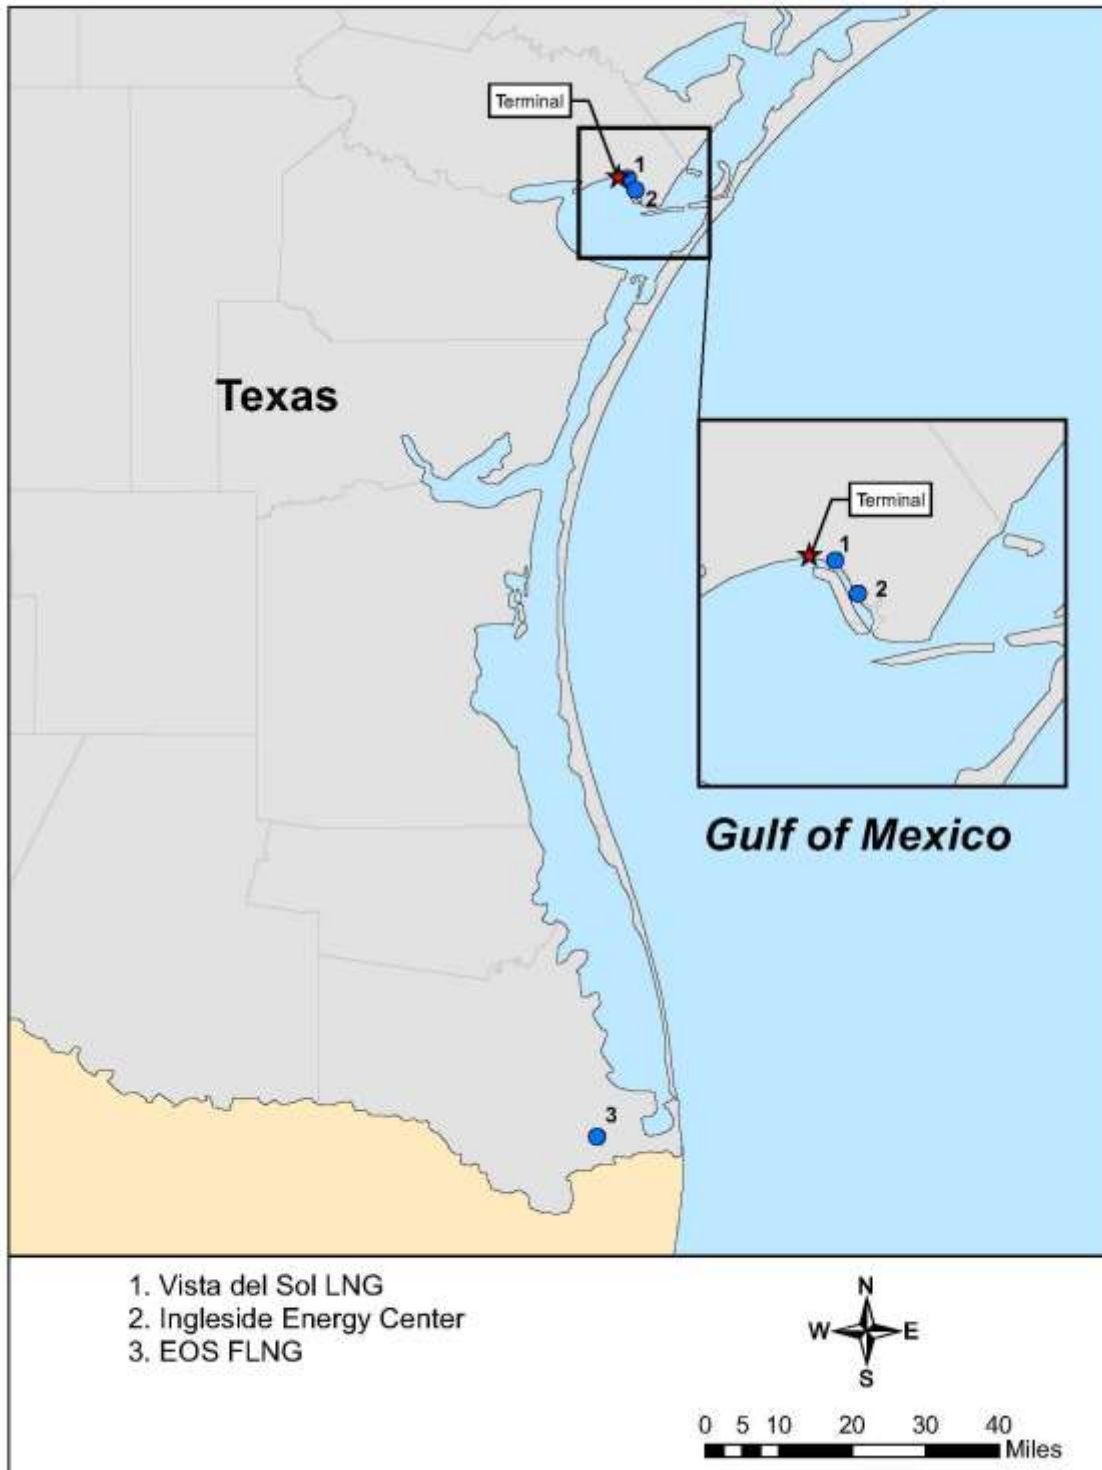 Terminal
1
2
Texas
Terminal
1
2
Gulf of Mexico
3
1. Vista del Sol LNG
2. Ingleside Energy Center
3. EOS FLNG
N
W E
S
0 5 10 20 30 40
Miles